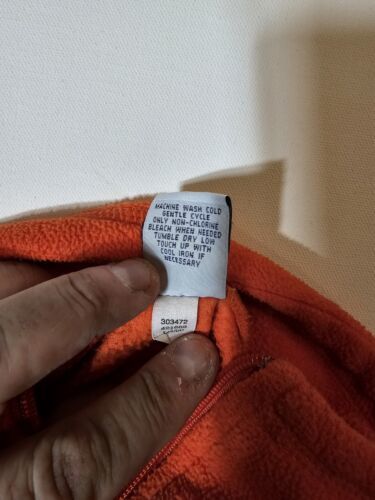 MACHINE WASH COLD
GENTLE CYCLE
ONLY NON-CHLORINE
BLEACH WHEN NEEDED
TUMBLE DRY LOW
TOUCH UP WITH
COOL IRON IF
NECESSARY
303472